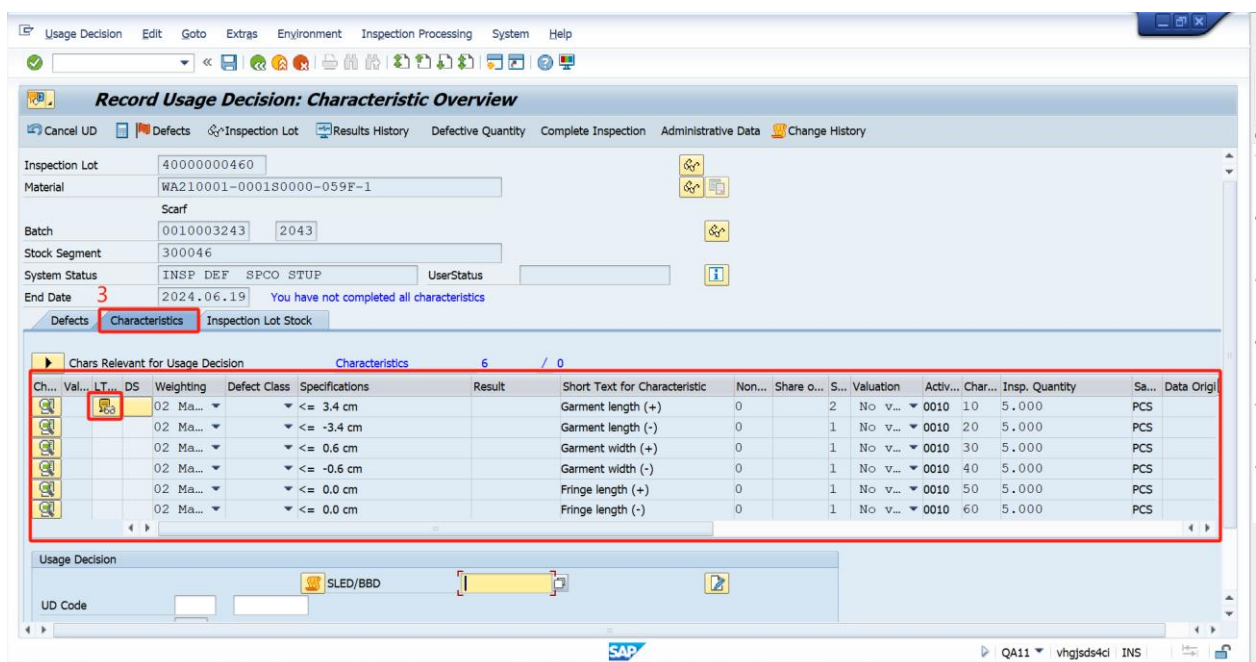 Usage Decision Edit Goto Extras Environment Inspection Processing System Help
Record Usage Decision: Characteristic Overview
Cancel UD Defects Inspection Lot Results History Defective Quantity Complete Inspection Administrative Data Change History
Inspection Lot 40000000460
Material WA210001-0001S0000-059F-1
Scarf
Batch 0010003243 2043
Stock Segment 300046
System Status INSP DEF SPCO STUP UserStatus
End Date 3 2024.06.19 You have not completed all characteristics
Defects Characteristics Inspection Lot Stock
Chars Relevant for Usage Decision Characteristics 6 / 0
Ch... Val... LT... DS Weighting Defect Class Specifications Result Short Text for Characteristic Non... Share o... S... Valuation Activ... Char... Insp. Quantity Sa... Data Origi
02 Ma... <= 3.4 cm Garment length (+) 0 2 No v... 0010 10 5.000 PCS
02 Ma... <= -3.4 cm Garment length (-) 0 1 No v... 0010 20 5.000 PCS
02 Ma... <= 0.6 cm Garment width (+) 0 1 No v... 0010 30 5.000 PCS
02 Ma... <= -0.6 cm Garment width (-) 0 1 No v... 0010 40 5.000 PCS
02 Ma... <= 0.0 cm Fringe length (+) 0 1 No v... 0010 50 5.000 PCS
02 Ma... <= 0.0 cm Fringe length (-) 0 1 No v... 0010 60 5.000 PCS
Usage Decision
SLED/BBD
UD Code
SAP QA11 vhgjsds4ci INS